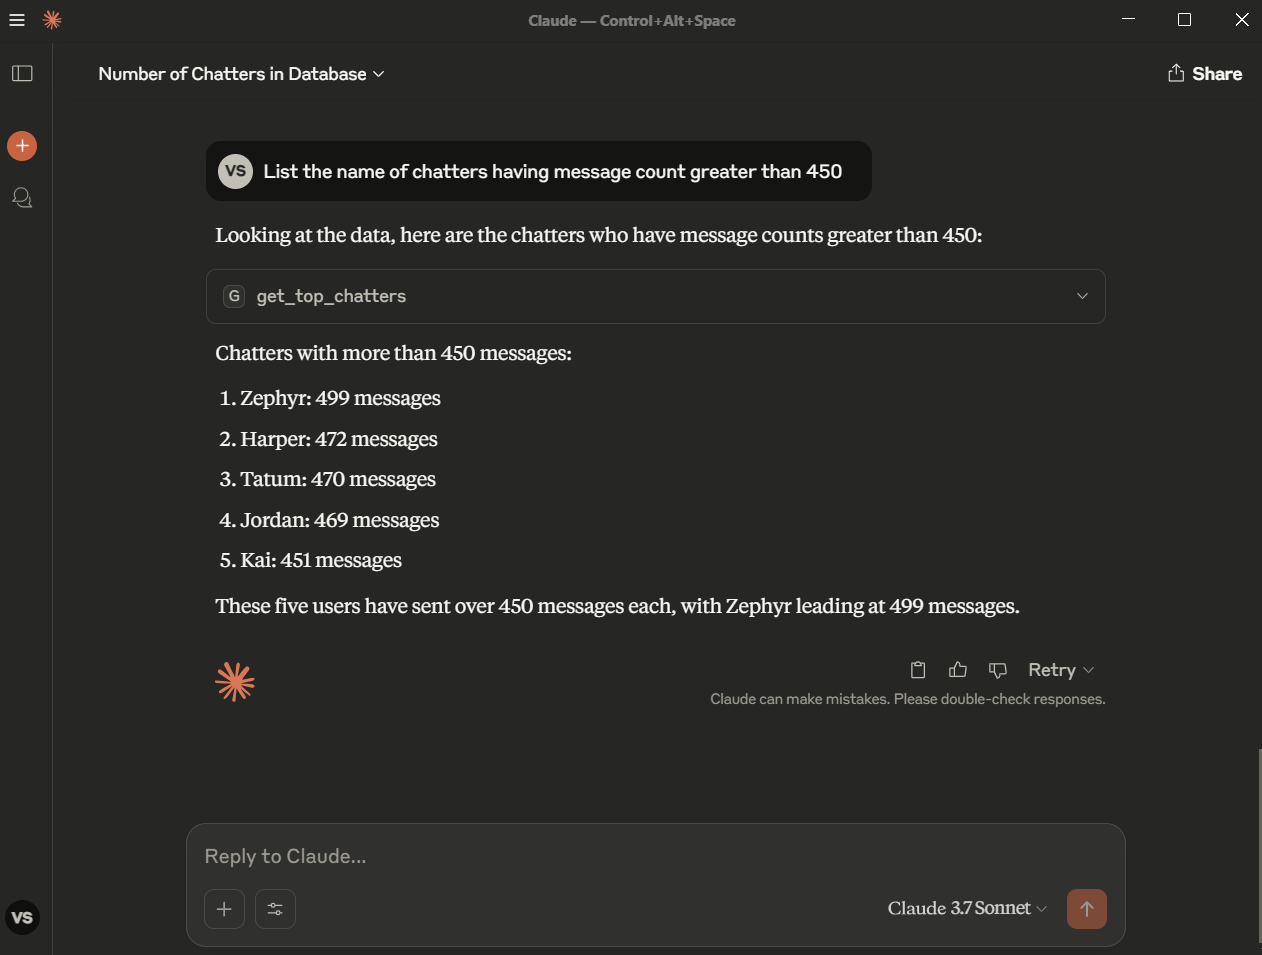 Claude — Control+Alt+Space
Number of Chatters in Database
Share
VS List the name of chatters having message count greater than 450
Looking at the data, here are the chatters who have message counts greater than 450:
G get_top_chatters
Chatters with more than 450 messages:
1. Zephyr: 499 messages
2. Harper: 472 messages
3. Tatum: 470 messages
4. Jordan: 469 messages
5. Kai: 451 messages
These five users have sent over 450 messages each, with Zephyr leading at 499 messages.
Retry
Claude can make mistakes. Please double-check responses.
Reply to Claude...
Claude 3.7 Sonnet
VS